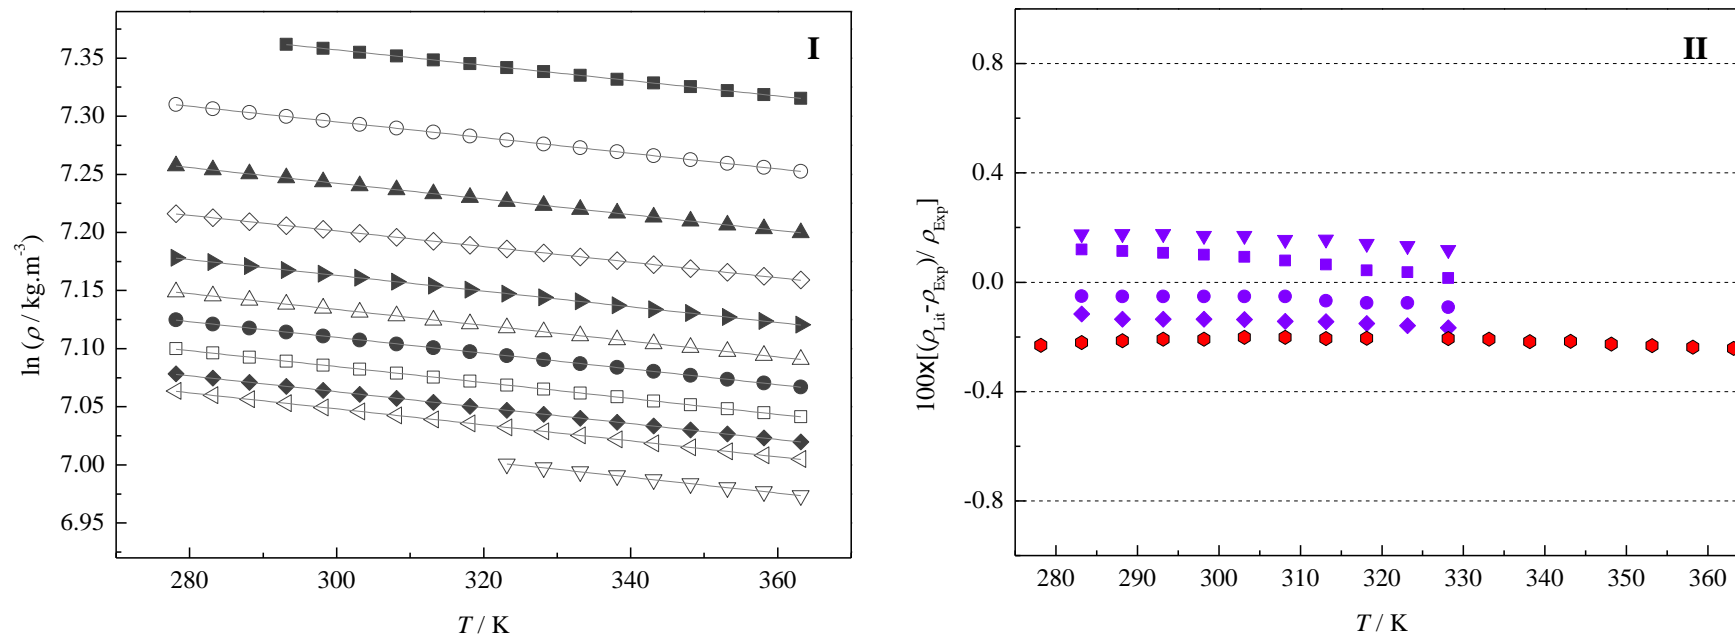 I
7.35
7.30
7.25
7.20
7.15
7.10
7.05
7.00
6.95
ln (ρ / kg.m-3)
280 300 320 340 360
T / K
II
0.8
0.4
0.0
-0.4
-0.8
100x[(ρLit-ρExp)/ ρExp]
280 290 300 310 320 330 340 350 360
T / K